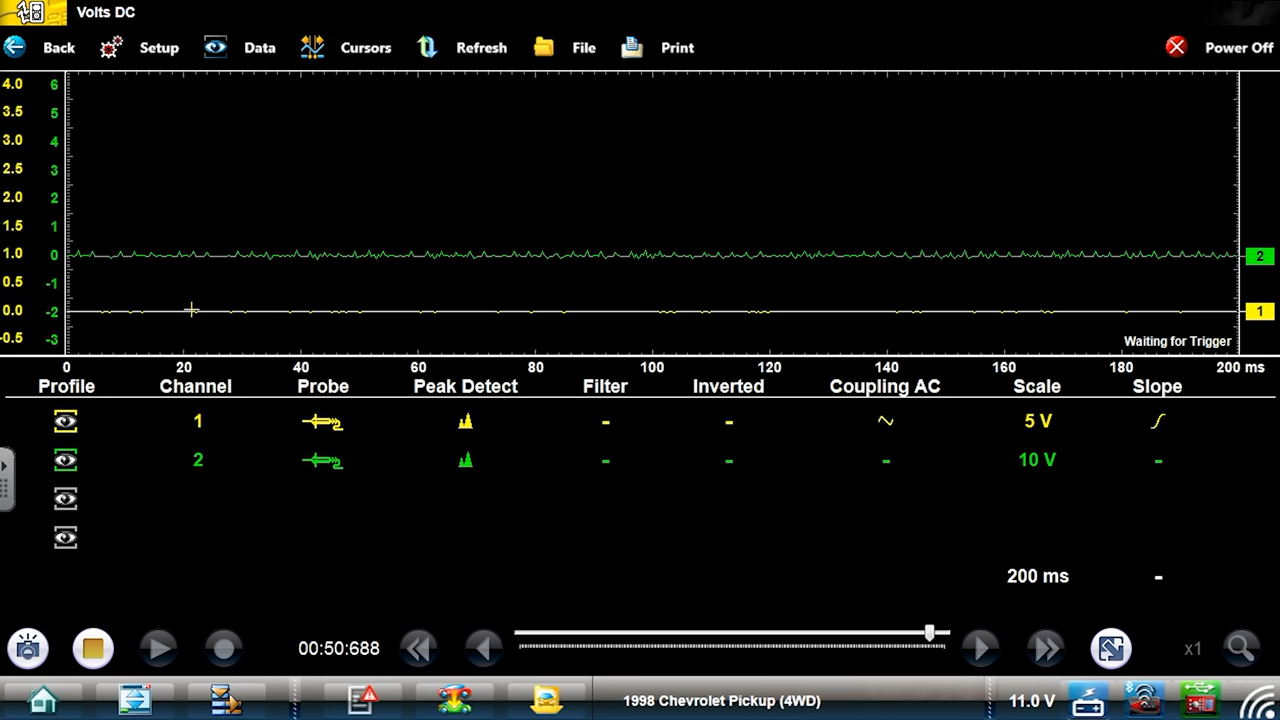 Volts DC
Back Setup Data Cursors Refresh File Print Power Off
4.0 6
3.5 5
3.0 4
2.5 3
2.0 2
1.5 1
1.0 0 2
0.5 -1
0.0 -2 1
-0.5 -3 Waiting for Trigger
0 20 40 60 80 100 120 140 160 180 200 ms
Profile Channel Probe Peak Detect Filter Inverted Coupling AC Scale Slope
1 - - 5 V
2 - - - 10 V -
200 ms -
00:50:688 x1
1998 Chevrolet Pickup (4WD) 11.0 V